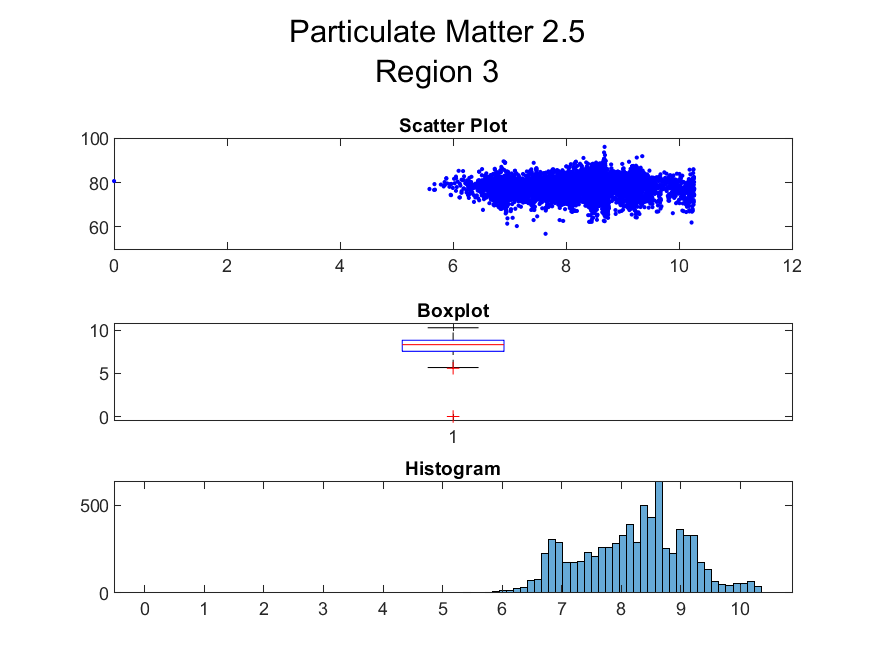 Particulate Matter 2.5
Region 3
Scatter Plot
100
80
60
0 2 4 6 8 10 12
Boxplot
10
5
0
1
Histogram
500
0
0 1 2 3 4 5 6 7 8 9 10